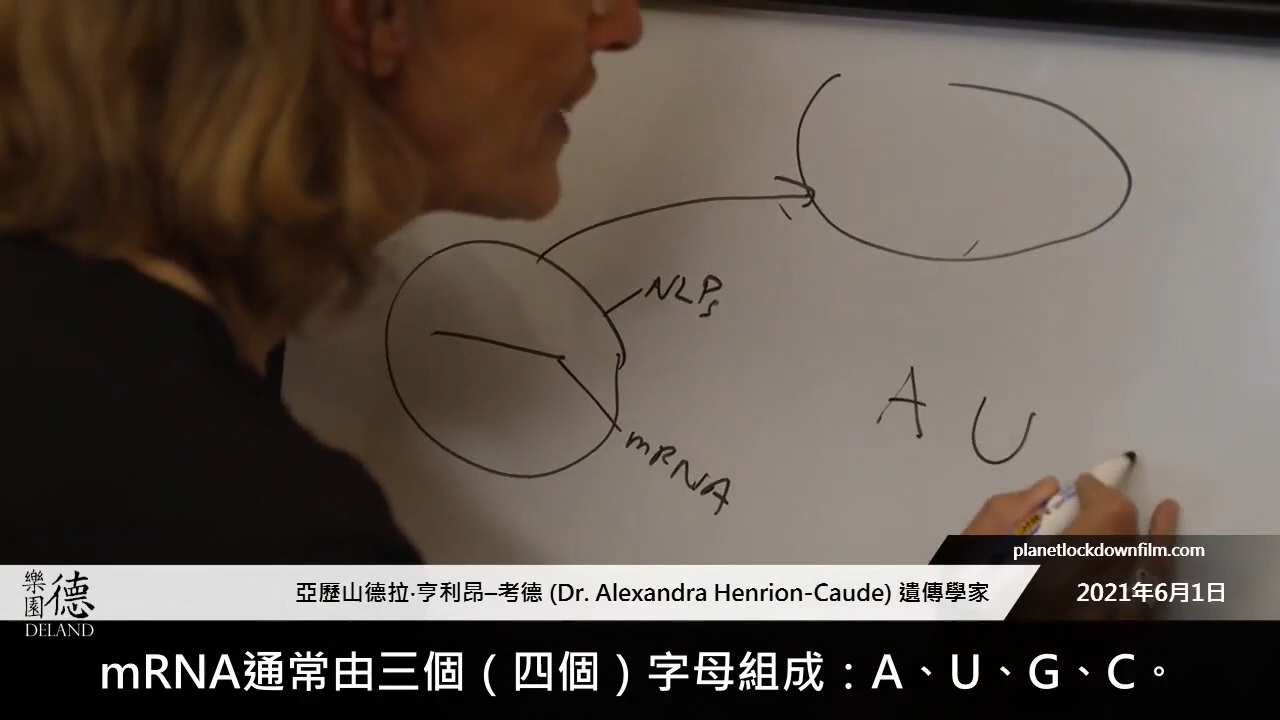 NLPs
mRNA
A U
planetlockdownfilm.com
樂園德
DELAND
亞歷山德拉·亨利昂–考德 (Dr. Alexandra Henrion-Caude) 遺傳學家
2021年6月1日
mRNA通常由三個（四個）字母組成：A、U、G、C。